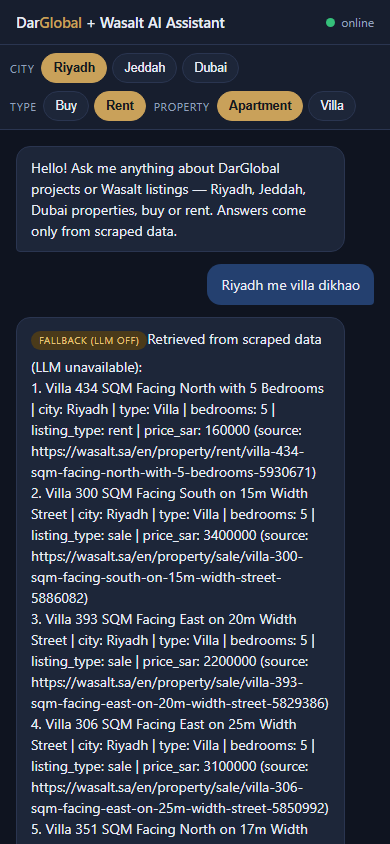 DarGlobal + Wasalt AI Assistant
online
CITY Riyadh Jeddah Dubai
TYPE Buy Rent PROPERTY Apartment Villa
Hello! Ask me anything about DarGlobal
projects or Wasalt listings — Riyadh, Jeddah,
Dubai properties, buy or rent. Answers come
only from scraped data.
Riyadh me villa dikhao
FALLBACK (LLM OFF) Retrieved from scraped data
(LLM unavailable):
1. Villa 434 SQM Facing North with 5 Bedrooms
| city: Riyadh | type: Villa | bedrooms: 5 |
listing_type: rent | price_sar: 160000 (source:
https://wasalt.sa/en/property/rent/villa-434-
sqm-facing-north-with-5-bedrooms-5930671)
2. Villa 300 SQM Facing South on 15m Width
Street | city: Riyadh | type: Villa | bedrooms: 5 |
listing_type: sale | price_sar: 3400000 (source:
https://wasalt.sa/en/property/sale/villa-300-
sqm-facing-south-on-15m-width-street-
5886082)
3. Villa 393 SQM Facing East on 20m Width
Street | city: Riyadh | type: Villa | bedrooms: 5 |
listing_type: sale | price_sar: 2200000 (source:
https://wasalt.sa/en/property/sale/villa-393-
sqm-facing-east-on-20m-width-street-5829386)
4. Villa 306 SQM Facing East on 25m Width
Street | city: Riyadh | type: Villa | bedrooms: 5 |
listing_type: sale | price_sar: 3100000 (source:
https://wasalt.sa/en/property/sale/villa-306-
sqm-facing-east-on-25m-width-street-5850992)
5. Villa 351 SQM Facing North on 17m Width